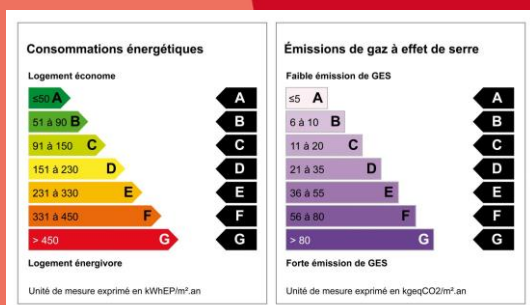 Consommations énergétiques
Logement économe
≤50 A A
51 à 90 B B
91 à 150 C C
151 à 230 D D
231 à 330 E E
331 à 450 F F
> 450 G G
Logement énergivore
Unité de mesure exprimé en kWhEP/m².an
Émissions de gaz à effet de serre
Faible émission de GES
≤5 A A
6 à 10 B B
11 à 20 C C
21 à 35 D D
36 à 55 E E
56 à 80 F F
> 80 G G
Forte émission de GES
Unité de mesure exprimé en kgeqCO2/m².an